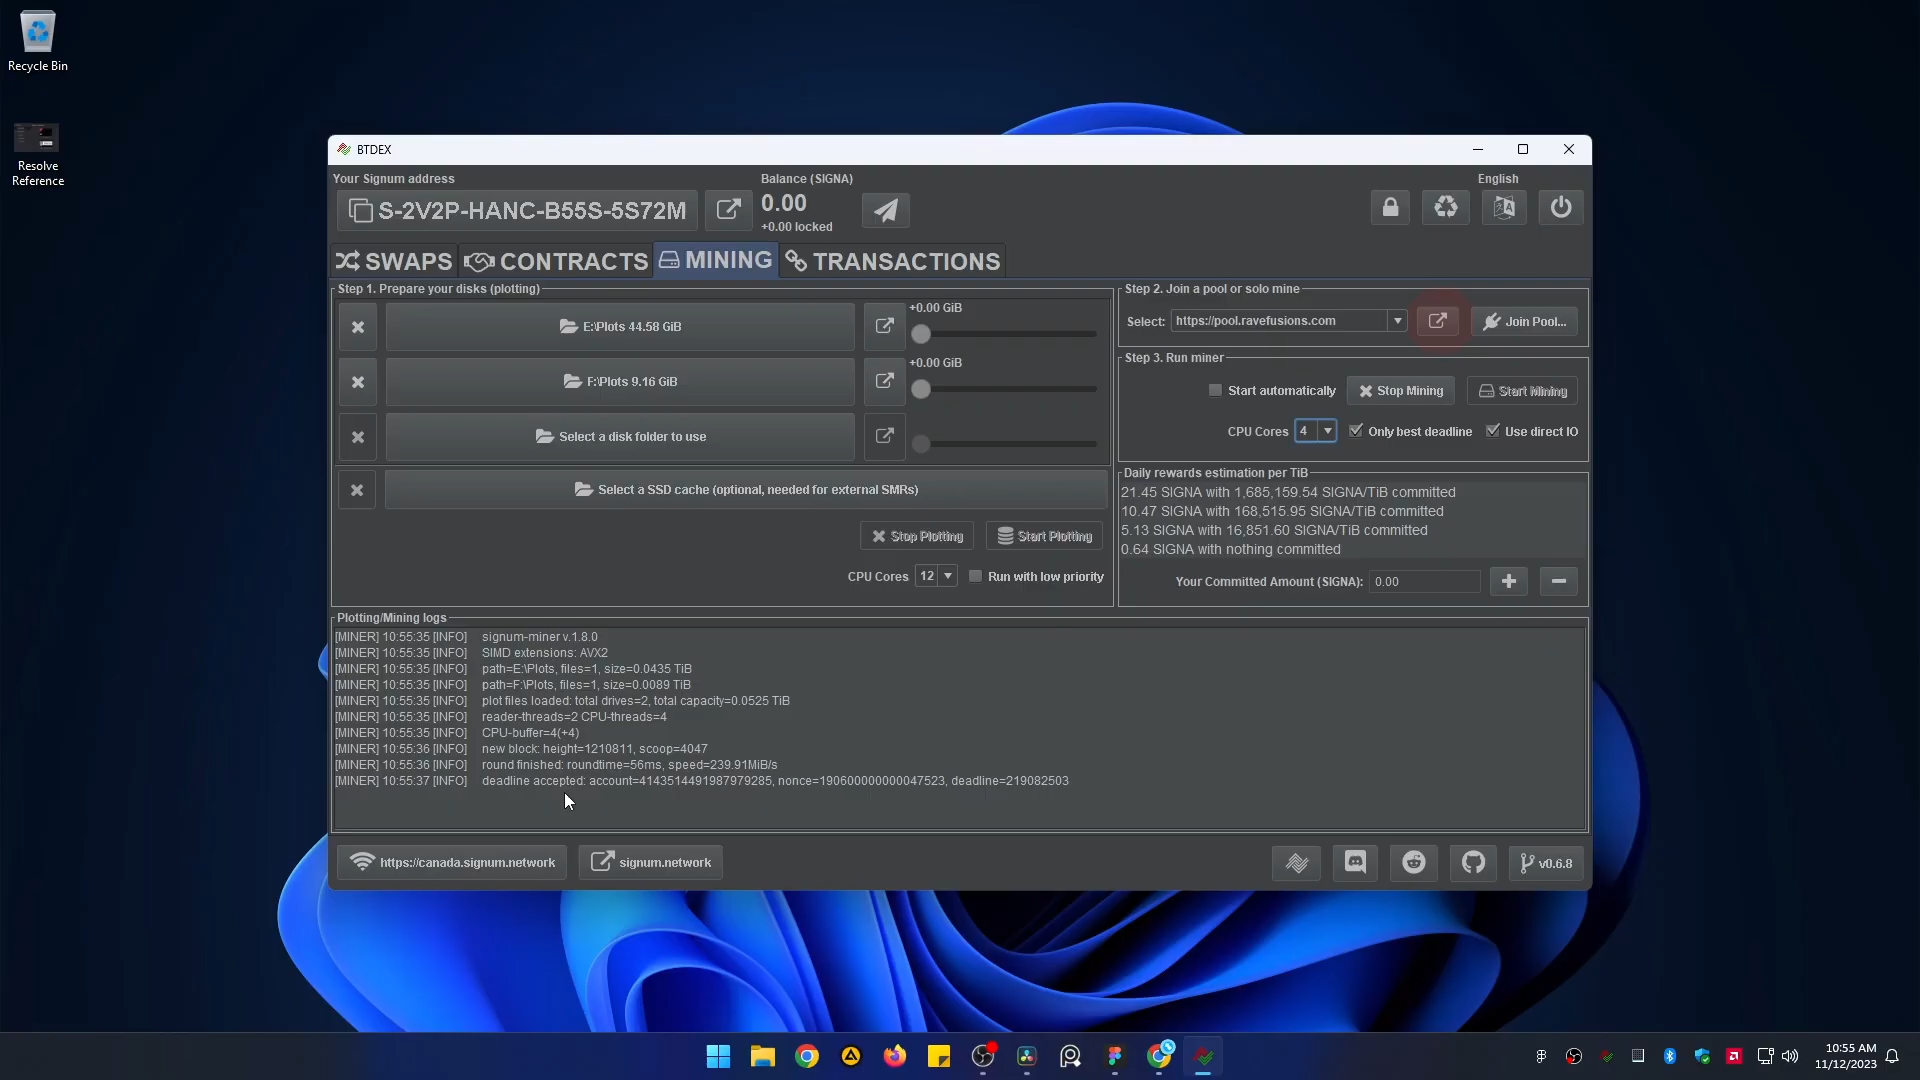 Recycle Bin
Resolve
Reference
BTDEX
Your Signum address
S-2V2P-HANC-B55S-5S72M
Balance (SIGNA)
0.00
+0.00 locked
English
SWAPS
CONTRACTS
MINING
TRANSACTIONS
Step 1. Prepare your disks (plotting)
E:\Plots 44.58 GiB
+0.00 GiB
F:\Plots 9.16 GiB
+0.00 GiB
Select a disk folder to use
Select a SSD cache (optional, needed for external SMRs)
Stop Plotting
Start Plotting
CPU Cores 12
Run with low priority
Step 2. Join a pool or solo mine
Select: https://pool.ravefusions.com
Join Pool...
Step 3. Run miner
Start automatically
Stop Mining
Start Mining
CPU Cores 4
Only best deadline
Use direct IO
Daily rewards estimation per TiB
21.45 SIGNA with 1,685,159.54 SIGNA/TiB committed
10.47 SIGNA with 168,515.95 SIGNA/TiB committed
5.13 SIGNA with 16,851.60 SIGNA/TiB committed
0.64 SIGNA with nothing committed
Your Committed Amount (SIGNA): 0.00
Plotting/Mining logs
[MINER] 10:55:35 [INFO] signum-miner v.1.8.0
[MINER] 10:55:35 [INFO] SIMD extensions: AVX2
[MINER] 10:55:35 [INFO] path=E:\Plots, files=1, size=0.0435 TiB
[MINER] 10:55:35 [INFO] path=F:\Plots, files=1, size=0.0089 TiB
[MINER] 10:55:35 [INFO] plot files loaded: total drives=2, total capacity=0.0525 TiB
[MINER] 10:55:35 [INFO] reader-threads=2 CPU-threads=4
[MINER] 10:55:35 [INFO] CPU-buffer=4(+4)
[MINER] 10:55:36 [INFO] new block: height=1210811, scoop=4047
[MINER] 10:55:36 [INFO] round finished: roundtime=56ms, speed=239.91MiB/s
[MINER] 10:55:37 [INFO] deadline accepted: account=4143514491987979285, nonce=190600000000047523, deadline=219082503
https://canada.signum.network
signum.network
v0.6.8
10:55 AM
11/12/2023